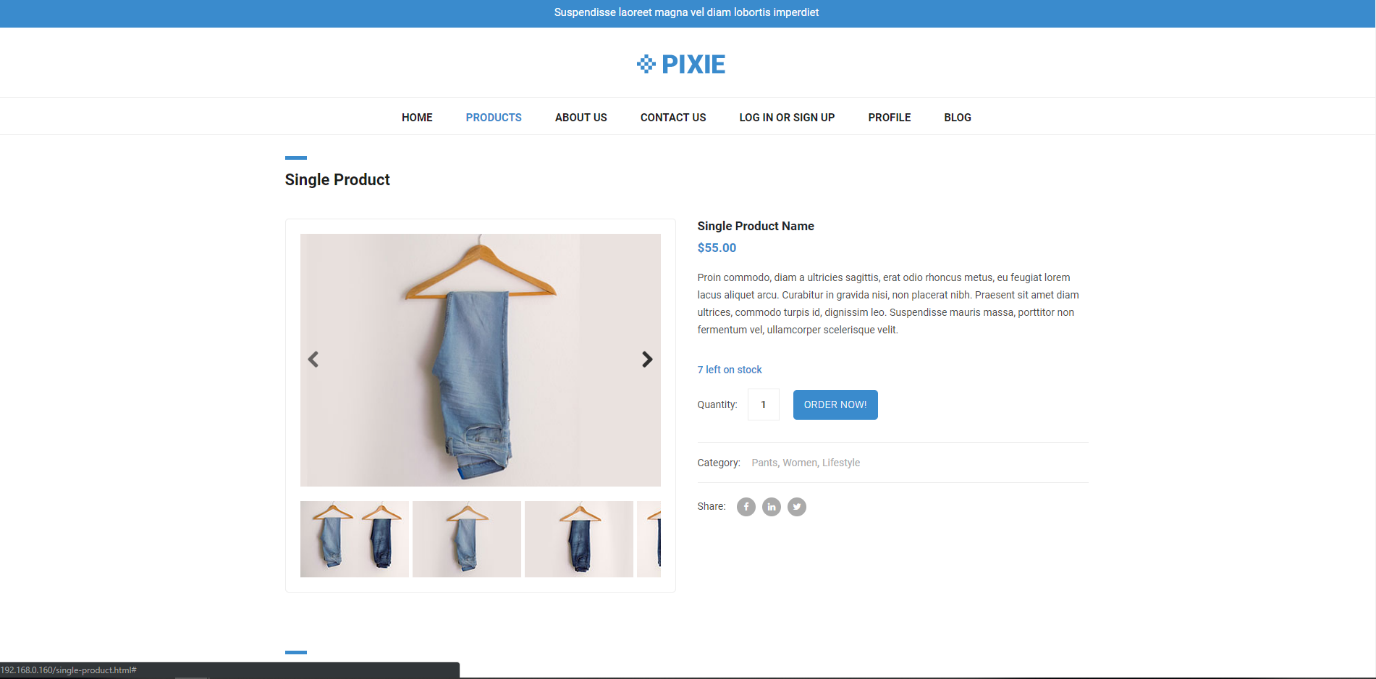 Suspendisse laoreet magna vel diam lobortis imperdiet
PIXIE
HOME PRODUCTS ABOUT US CONTACT US LOG IN OR SIGN UP PROFILE BLOG
Single Product
Single Product Name
$55.00
Proin commodo, diam a ultricies sagittis, erat odio rhoncus metus, eu feugiat lorem
lacus aliquet arcu. Curabitur in gravida nisi, non placerat nibh. Praesent sit amet diam
ultrices, commodo turpis id, dignissim leo. Suspendisse mauris massa, porttitor non
fermentum vel, ullamcorper scelerisque velit.
7 left on stock
Quantity: 1 ORDER NOW!
Category: Pants, Women, Lifestyle
Share: f in
192.168.0.160/single-product.html#